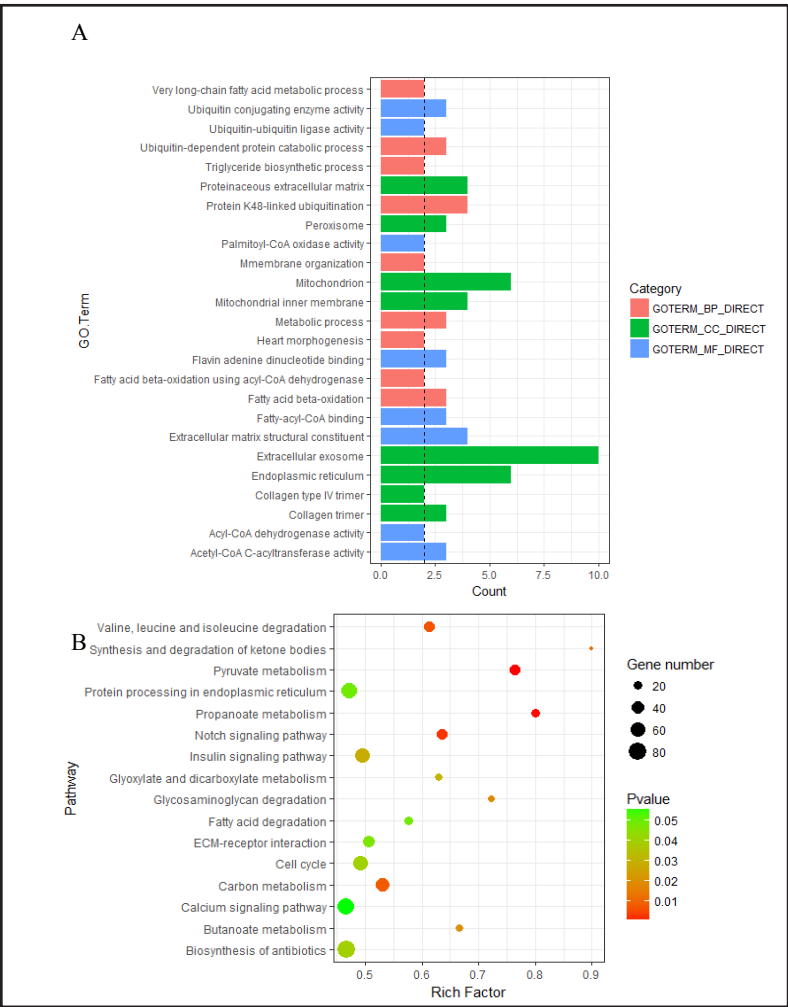 A
Very long-chain fatty acid metabolic process
Ubiquitin conjugating enzyme activity
Ubiquitin-ubiquitin ligase activity
Ubiquitin-dependent protein catabolic process
Triglyceride biosynthetic process
Proteinaceous extracellular matrix
Protein K48-linked ubiquitination
Peroxisome
Palmitoyl-CoA oxidase activity
Mmembrane organization
Mitochondrion
Mitochondrial inner membrane
Metabolic process
Heart morphogenesis
Flavin adenine dinucleotide binding
Fatty acid beta-oxidation using acyl-CoA dehydrogenase
Fatty acid beta-oxidation
Fatty-acyl-CoA binding
Extracellular matrix structural constituent
Extracellular exosome
Endoplasmic reticulum
Collagen type IV trimer
Collagen trimer
Acyl-CoA dehydrogenase activity
Acetyl-CoA C-acyltransferase activity
GO.Term
0.0 2.5 5.0 7.5 10.0
Count
Category
GOTERM_BP_DIRECT
GOTERM_CC_DIRECT
GOTERM_MF_DIRECT
B
Valine, leucine and isoleucine degradation
Synthesis and degradation of ketone bodies
Pyruvate metabolism
Protein processing in endoplasmic reticulum
Propanoate metabolism
Notch signaling pathway
Insulin signaling pathway
Glyoxylate and dicarboxylate metabolism
Glycosaminoglycan degradation
Fatty acid degradation
ECM-receptor interaction
Cell cycle
Carbon metabolism
Calcium signaling pathway
Butanoate metabolism
Biosynthesis of antibiotics
Pathway
0.5 0.6 0.7 0.8 0.9
Rich Factor
Gene number
20
40
60
80
Pvalue
0.05
0.04
0.03
0.02
0.01